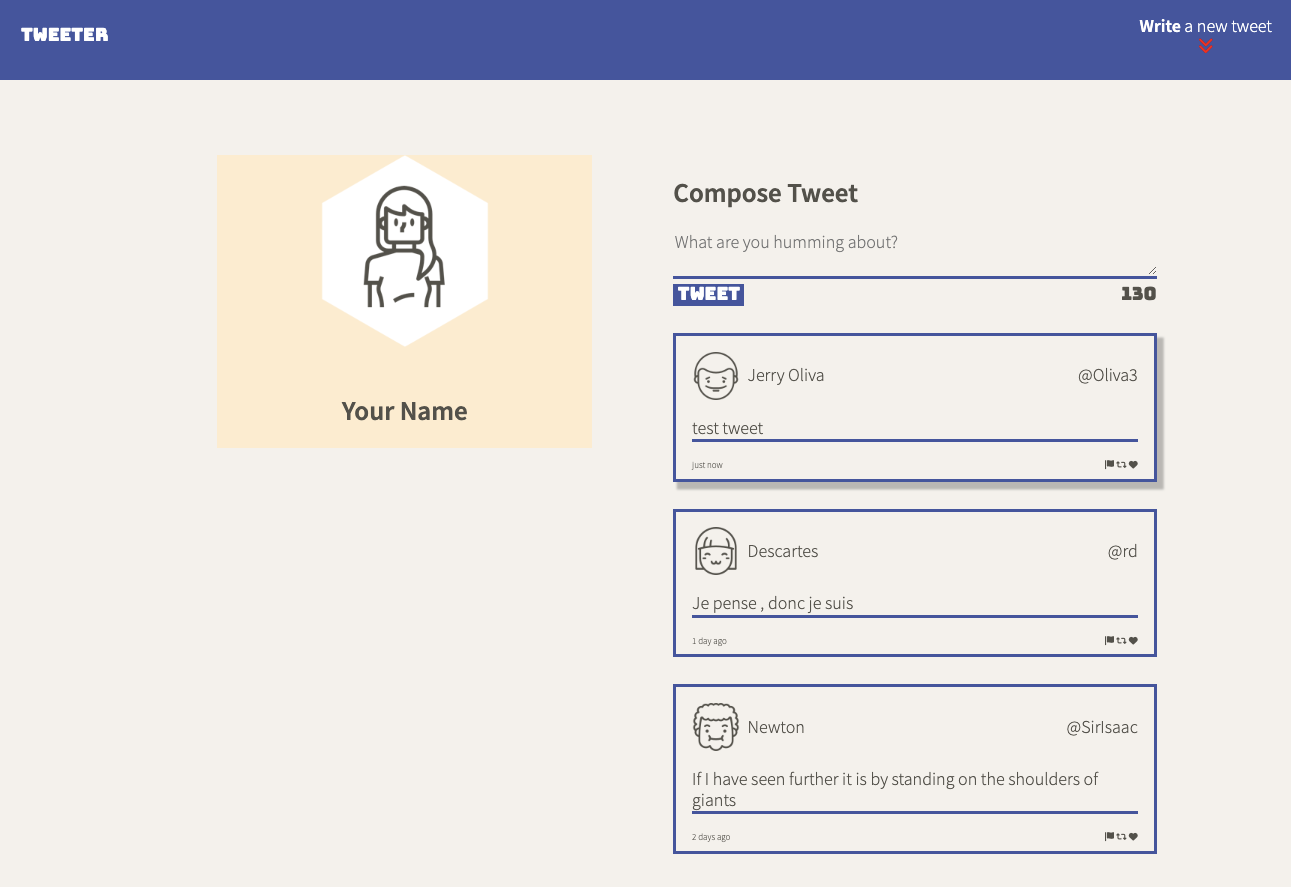 TWEETER
Write a new tweet
Your Name
Compose Tweet
What are you humming about?
TWEET
130
Jerry Oliva
@Oliva3
test tweet
just now
Descartes
@rd
Je pense , donc je suis
1 day ago
Newton
@SirIsaac
If I have seen further it is by standing on the shoulders of
giants
2 days ago